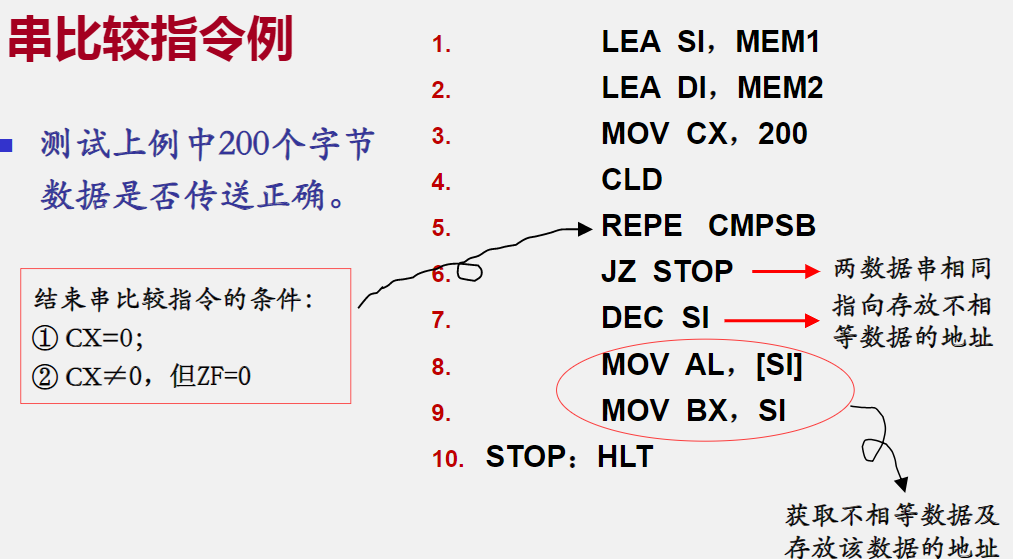 串比较指令例
■ 测试上例中200个字节
数据是否传送正确。
结束串比较指令的条件：
① CX=0；
② CX≠0，但ZF=0
1. LEA SI，MEM1
2. LEA DI，MEM2
3. MOV CX，200
4. CLD
5. REPE CMPSB
6. JZ STOP
7. DEC SI
8. MOV AL，[SI]
9. MOV BX，SI
10. STOP：HLT
两数据串相同
指向存放不相
等数据的地址
获取不相等数据及
存放该数据的地址